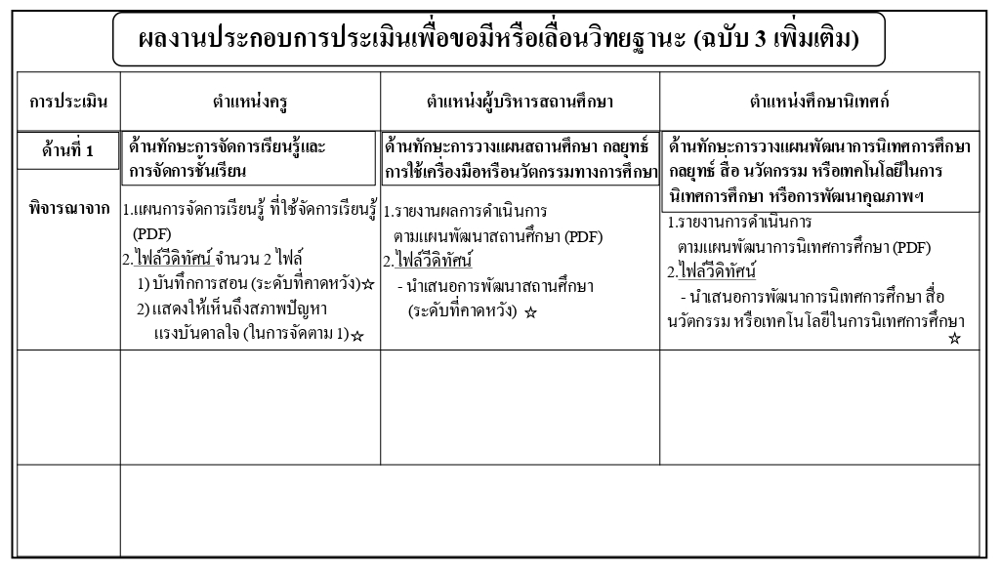 ผลงานประกอบการประเมินเพื่อขอมีหรือเลื่อนวิทยฐานะ (ฉบับ 3 เพิ่มเติม)
การประเมิน
ตำแหน่งครู
ตำแหน่งผู้บริหารสถานศึกษา
ตำแหน่งศึกษานิเทศก์
ด้านที่ 1
พิจารณาจาก
ด้านทักษะการจัดการเรียนรู้และ
การจัดการชั้นเรียน
1.แผนการจัดการเรียนรู้ ที่ใช้จัดการเรียนรู้
(PDF)
2.ไฟล์วีดิทัศน์ จำนวน 2 ไฟล์
1) บันทึกการสอน (ระดับที่คาดหวัง)☆
2) แสดงให้เห็นถึงสภาพปัญหา
แรงบันดาลใจ (ในการจัดตาม 1)☆
ด้านทักษะการวางแผนสถานศึกษา กลยุทธ์
การใช้เครื่องมือหรือนวัตกรรมทางการศึกษา
1.รายงานผลการดำเนินการ
ตามแผนพัฒนาสถานศึกษา (PDF)
2.ไฟล์วีดิทัศน์
- นำเสนอการพัฒนาสถานศึกษา
(ระดับที่คาดหวัง) ☆
ด้านทักษะการวางแผนพัฒนาการนิเทศการศึกษา
กลยุทธ์ สื่อ นวัตกรรม หรือเทคโนโลยีในการ
นิเทศการศึกษา หรือการพัฒนาคุณภาพฯ
1.รายงานการดำเนินการ
ตามแผนพัฒนาการนิเทศการศึกษา (PDF)
2.ไฟล์วีดิทัศน์
- นำเสนอการพัฒนาการนิเทศการศึกษา สื่อ
นวัตกรรม หรือเทคโนโลยีในการนิเทศการศึกษา
☆